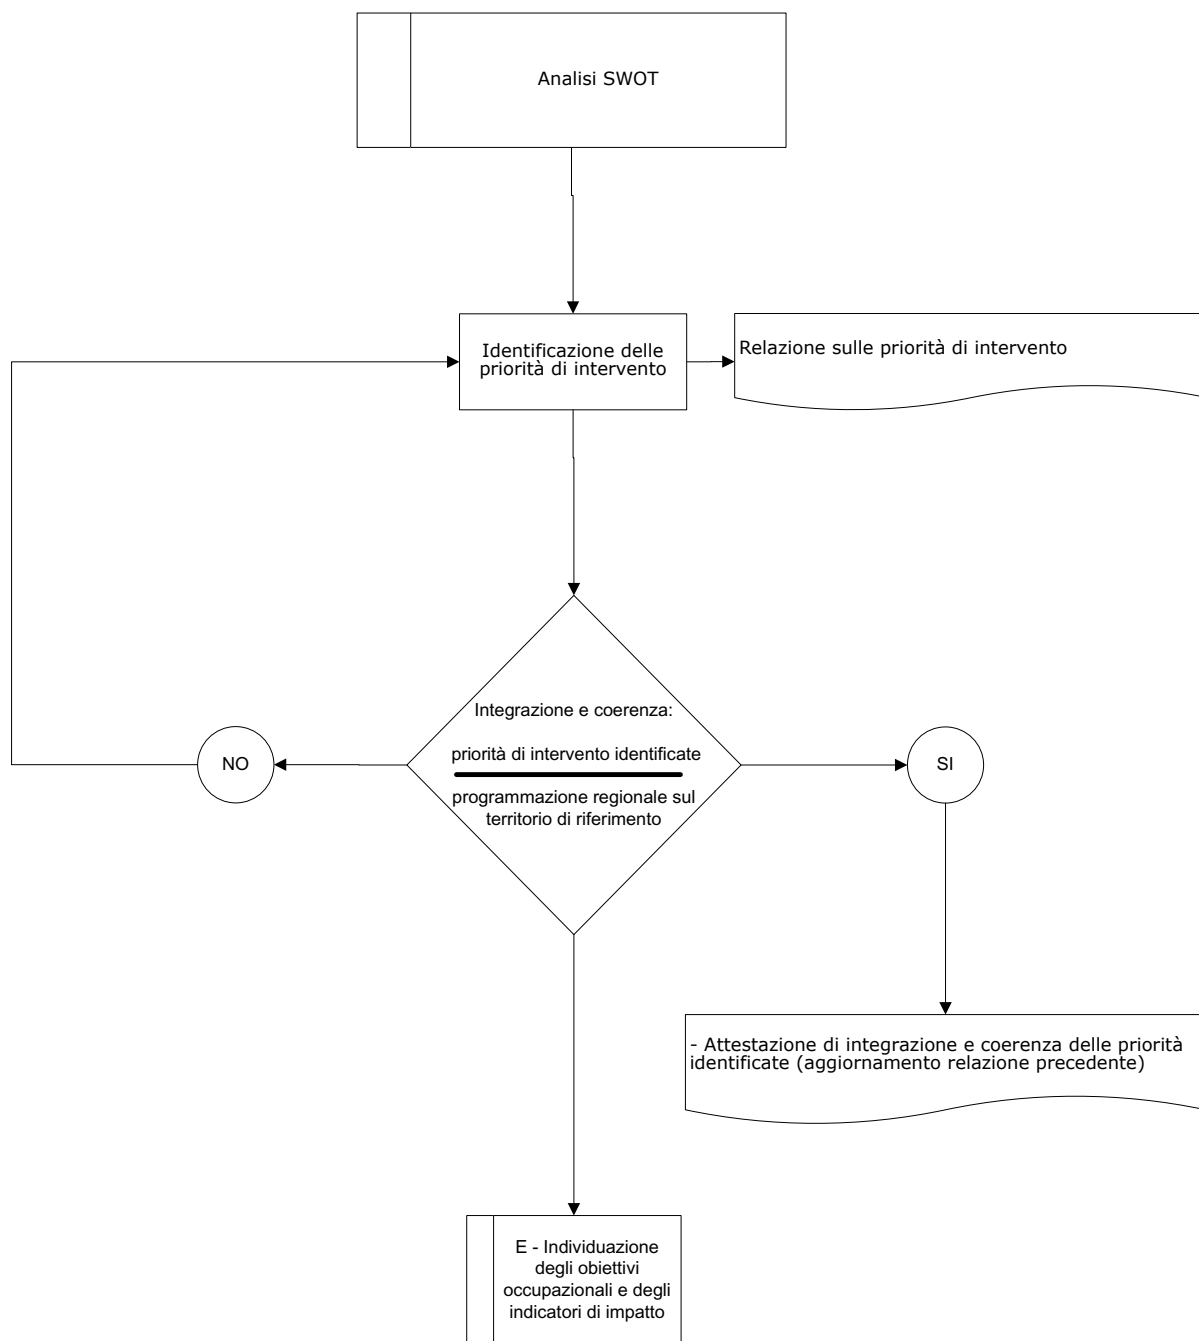 Analisi SWOT
Identificazione delle
priorità di intervento
Relazione sulle priorità di intervento
Integrazione e coerenza:
priorità di intervento identificate
programmazione regionale sul
territorio di riferimento
NO
SI
- Attestazione di integrazione e coerenza delle priorità
identificate (aggiornamento relazione precedente)
E - Individuazione
degli obiettivi
occupazionali e degli
indicatori di impatto